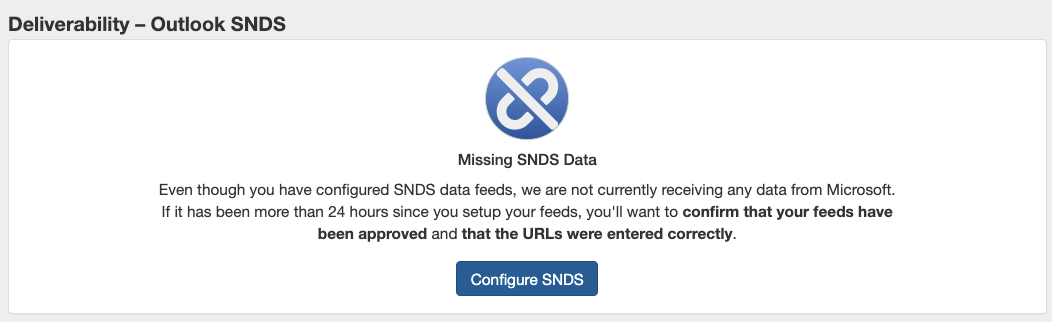 Deliverability – Outlook SNDS
Missing SNDS Data
Even though you have configured SNDS data feeds, we are not currently receiving any data from Microsoft.
If it has been more than 24 hours since you setup your feeds, you'll want to confirm that your feeds have
been approved and that the URLs were entered correctly.
Configure SNDS